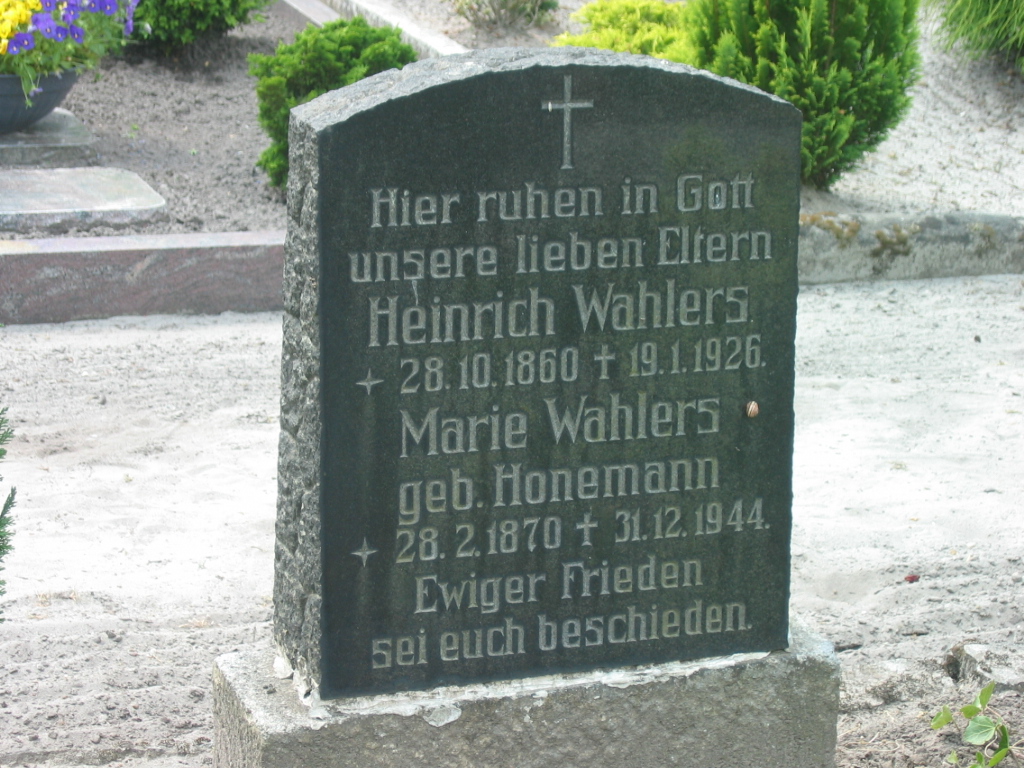 Hier ruhen in Gott
unsere lieben Eltern
Heinrich Wahlers
28.10.1860 † 19.1.1926.
Marie Wahlers
geb. Honemann
28.2.1870 † 31.12.1944.
Ewiger Frieden
sei euch beschieden.